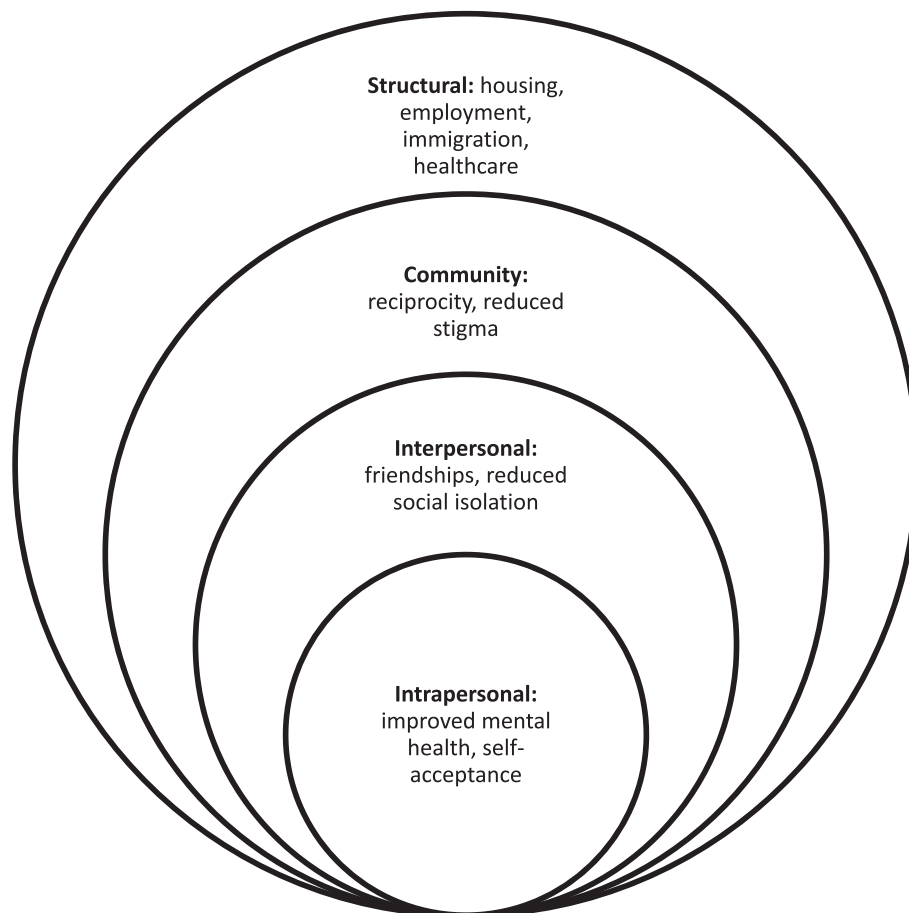 Structural: housing,
employment,
immigration,
healthcare
Community:
reciprocity, reduced
stigma
Interpersonal:
friendships, reduced
social isolation
Intrapersonal:
improved mental
health, self-
acceptance